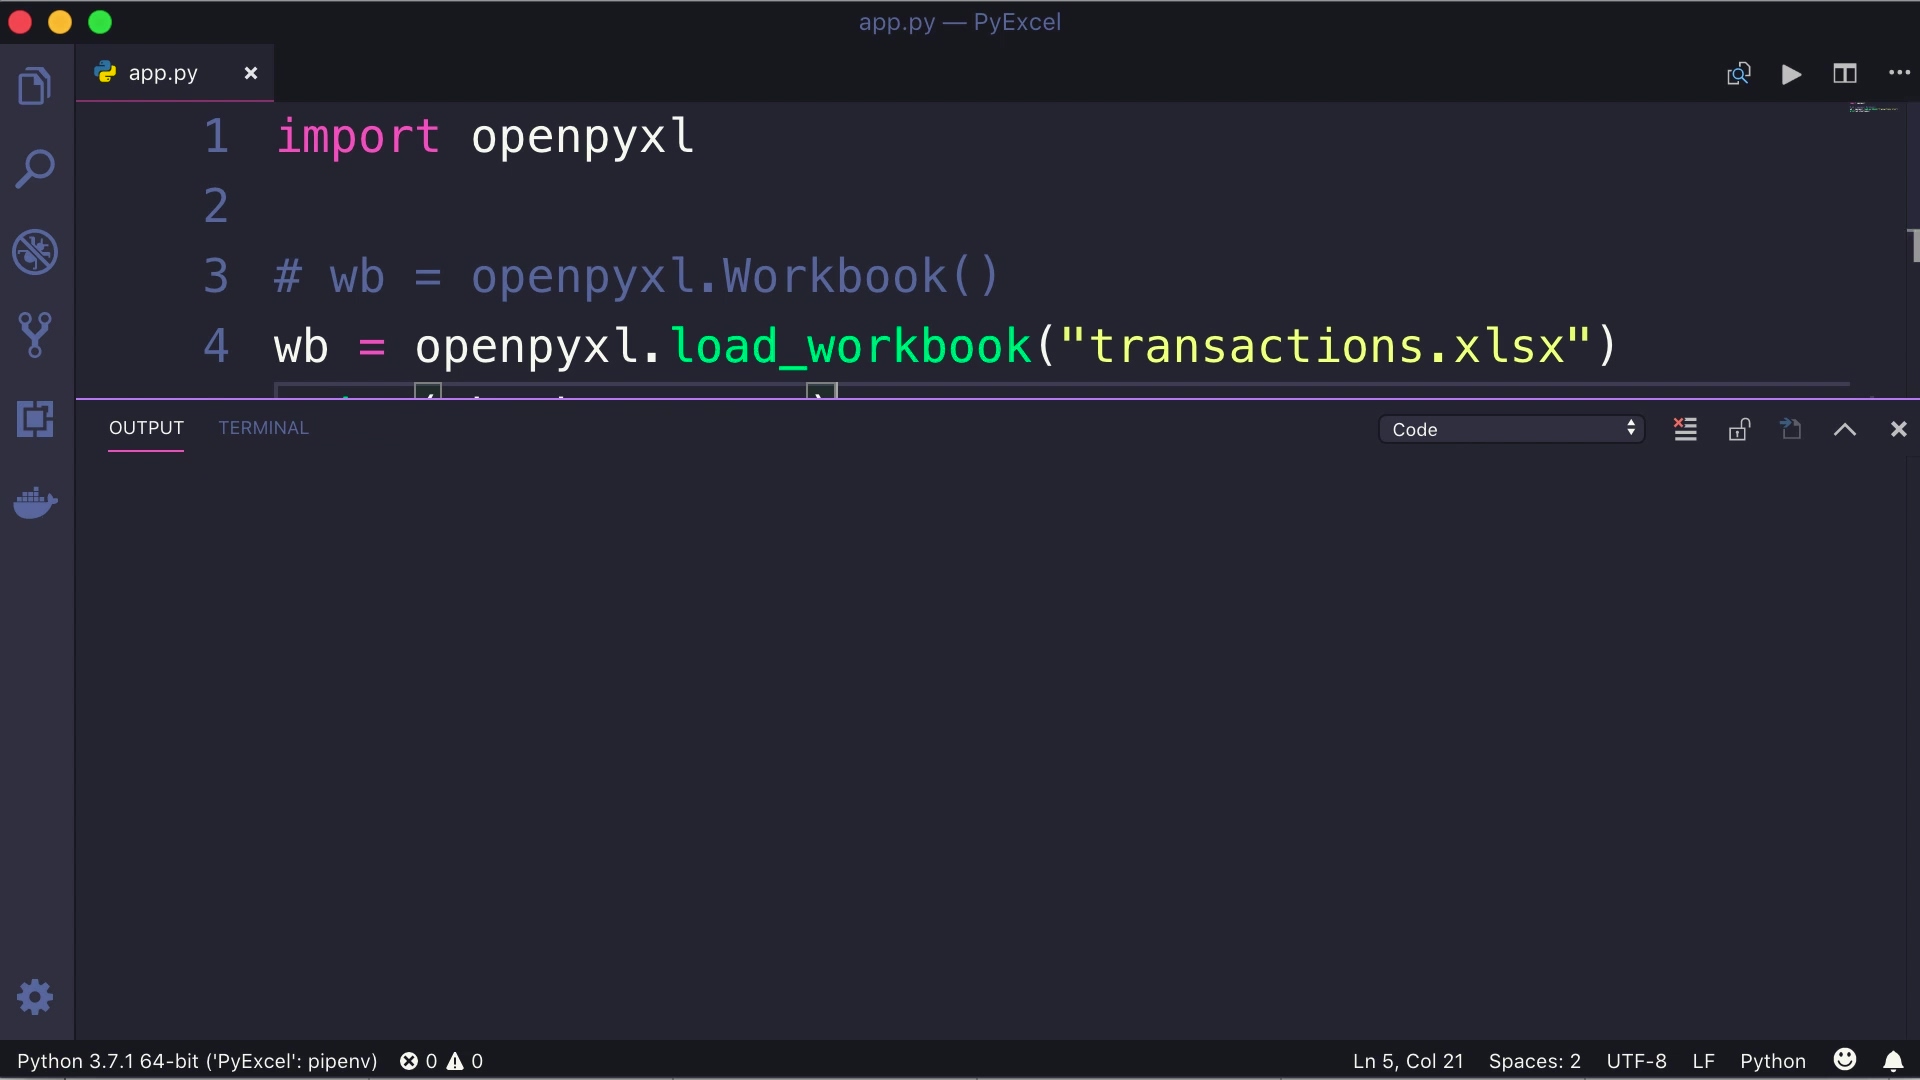 app.py — PyExcel
app.py
1 import openpyxl
2
3 # wb = openpyxl.Workbook()
4 wb = openpyxl.load_workbook("transactions.xlsx")
OUTPUT TERMINAL Code
Python 3.7.1 64-bit ('PyExcel': pipenv) 0 0 Ln 5, Col 21 Spaces: 2 UTF-8 LF Python